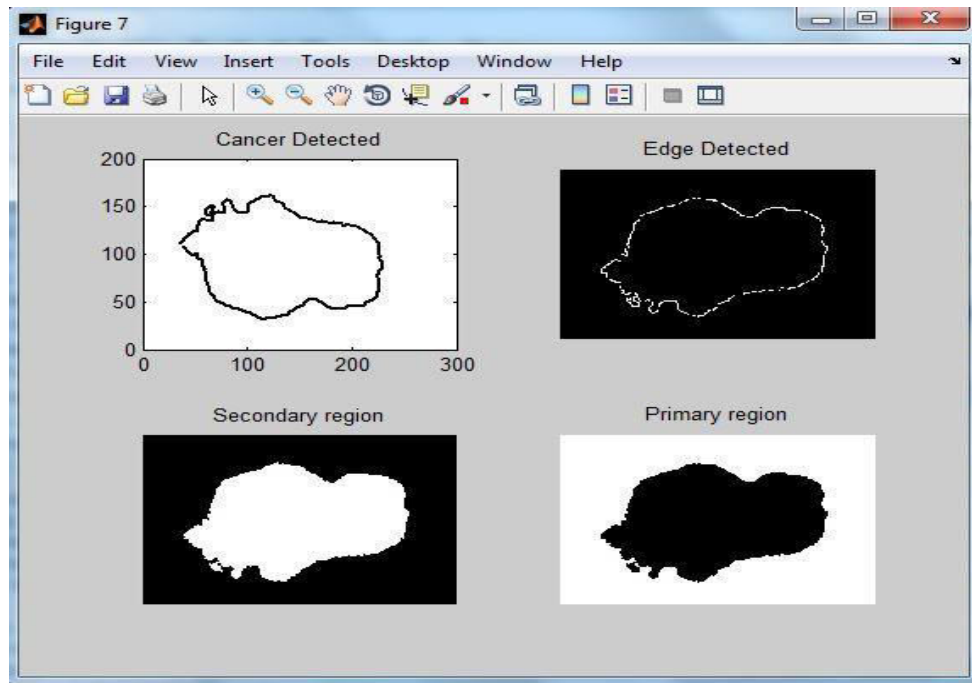 Figure 7
File Edit View Insert Tools Desktop Window Help
Cancer Detected
200
150
100
50
0
0 100 200 300
Edge Detected
Secondary region
Primary region